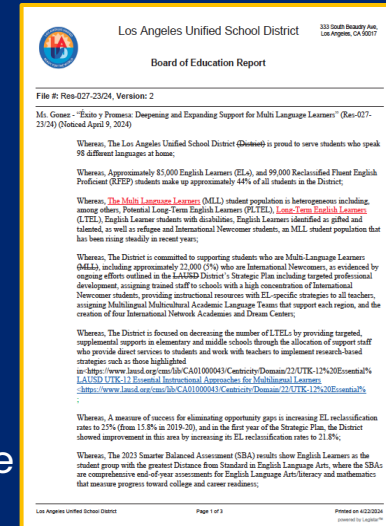 Los Angeles Unified School District
333 South Beaudry Ave,
Los Angeles, CA 90017
Board of Education Report
File #: Res-027-23/24, Version: 2
Ms. Gonez - "Éxito y Promesa: Deepening and Expanding Support for Multi Language Learners" (Res-027-
23/24) (Noticed April 9, 2024)
Whereas, The Los Angeles Unified School District (District) is proud to serve students who speak
98 different languages at home;
Whereas, Approximately 85,000 English Learners (ELs), and 99,000 Reclassified Fluent English
Proficient (RFEP) students make up approximately 44% of all students in the District;
Whereas, The Multi Language Learners (MLL) student population is heterogeneous including,
among others, Potential Long-Term English Learners (PLTEL), Long-Term English Learners
(LTEL), English Learner students with disabilities, English Learners identified as gifted and
talented, as well as refugee and International Newcomer students, an MLL student population that
has been rising steadily in recent years;
Whereas, The District is committed to supporting students who are Multi-Language Learners
(MLL), including approximately 22,000 (5%) who are International Newcomers, as evidenced by
ongoing efforts outlined in the LAUSD District's Strategic Plan including targeted professional
development, assigning trained staff to schools with a high concentration of International
Newcomer students, providing instructional resources with EL-specific strategies to all teachers,
assigning Multilingual Multicultural Academic Language Teams that support each region, and the
creation of four International Network Academies and Dream Centers;
Whereas, The District is focused on decreasing the number of LTELs by providing targeted,
supplemental supports in elementary and middle schools through the allocation of support staff
who provide direct services to students and work with teachers to implement research-based
strategies such as those highlighted
in<https://www.lausd.org/cms/lib/CA01000043/Centricity/Domain/22/UTK-12%20Essential%
LAUSD UTK-12 Essential Instructional Approaches for Multilingual Learners
<https://www.lausd.org/cms/lib/CA01000043/Centricity/Domain/22/UTK-12%20Essential%
;
Whereas, A measure of success for eliminating opportunity gaps is increasing EL reclassification
rates to 25% (from 15.8% in 2019-20), and in the first year of the Strategic Plan, the District
showed improvement in this area by increasing its EL reclassification rates to 21.8%;
Whereas, The 2023 Smarter Balanced Assessment (SBA) results show English Learners as the
student group with the greatest Distance from Standard in English Language Arts, where the SBAs
are comprehensive end-of-year assessments for English Language Arts/literacy and mathematics
that measure progress toward college and career readiness;
Los Angeles Unified School District
Page 1 of 3
Printed on 4/22/2024
powered by Legistar™
e